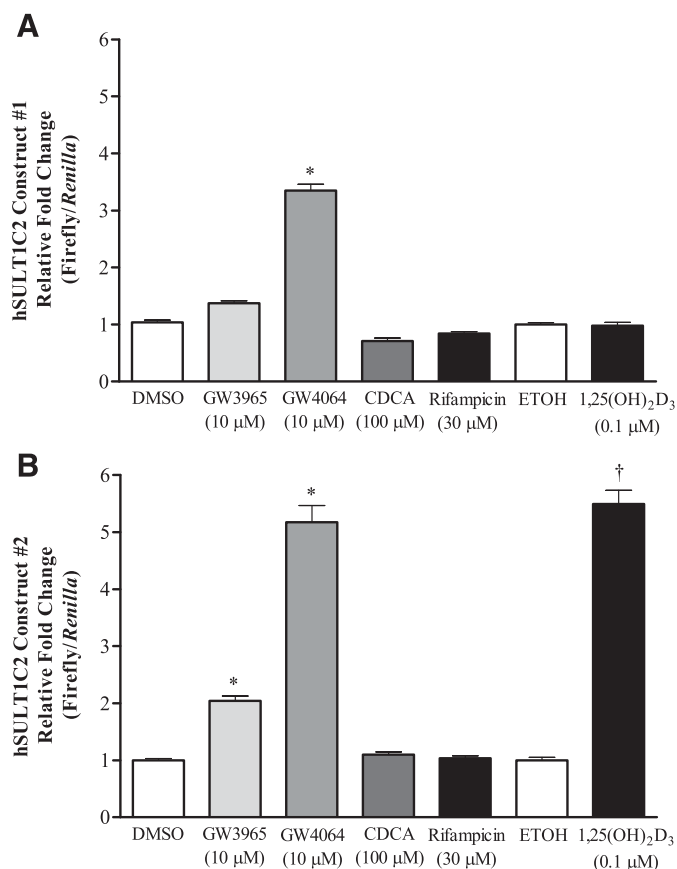 A
hSULT1C2 Construct #1
Relative Fold Change
(Firefly/Renilla)
6
5
4
3
2
1
0
*
DMSO GW3965 GW4064 CDCA Rifampicin ETOH 1,25(OH)₂D₃
(10 µM) (10 µM) (100 µM) (30 µM) (0.1 µM)
B
hSULT1C2 Construct #2
Relative Fold Change
(Firefly/Renilla)
6
5
4
3
2
1
0
* * †
DMSO GW3965 GW4064 CDCA Rifampicin ETOH 1,25(OH)₂D₃
(10 µM) (10 µM) (100 µM) (30 µM) (0.1 µM)